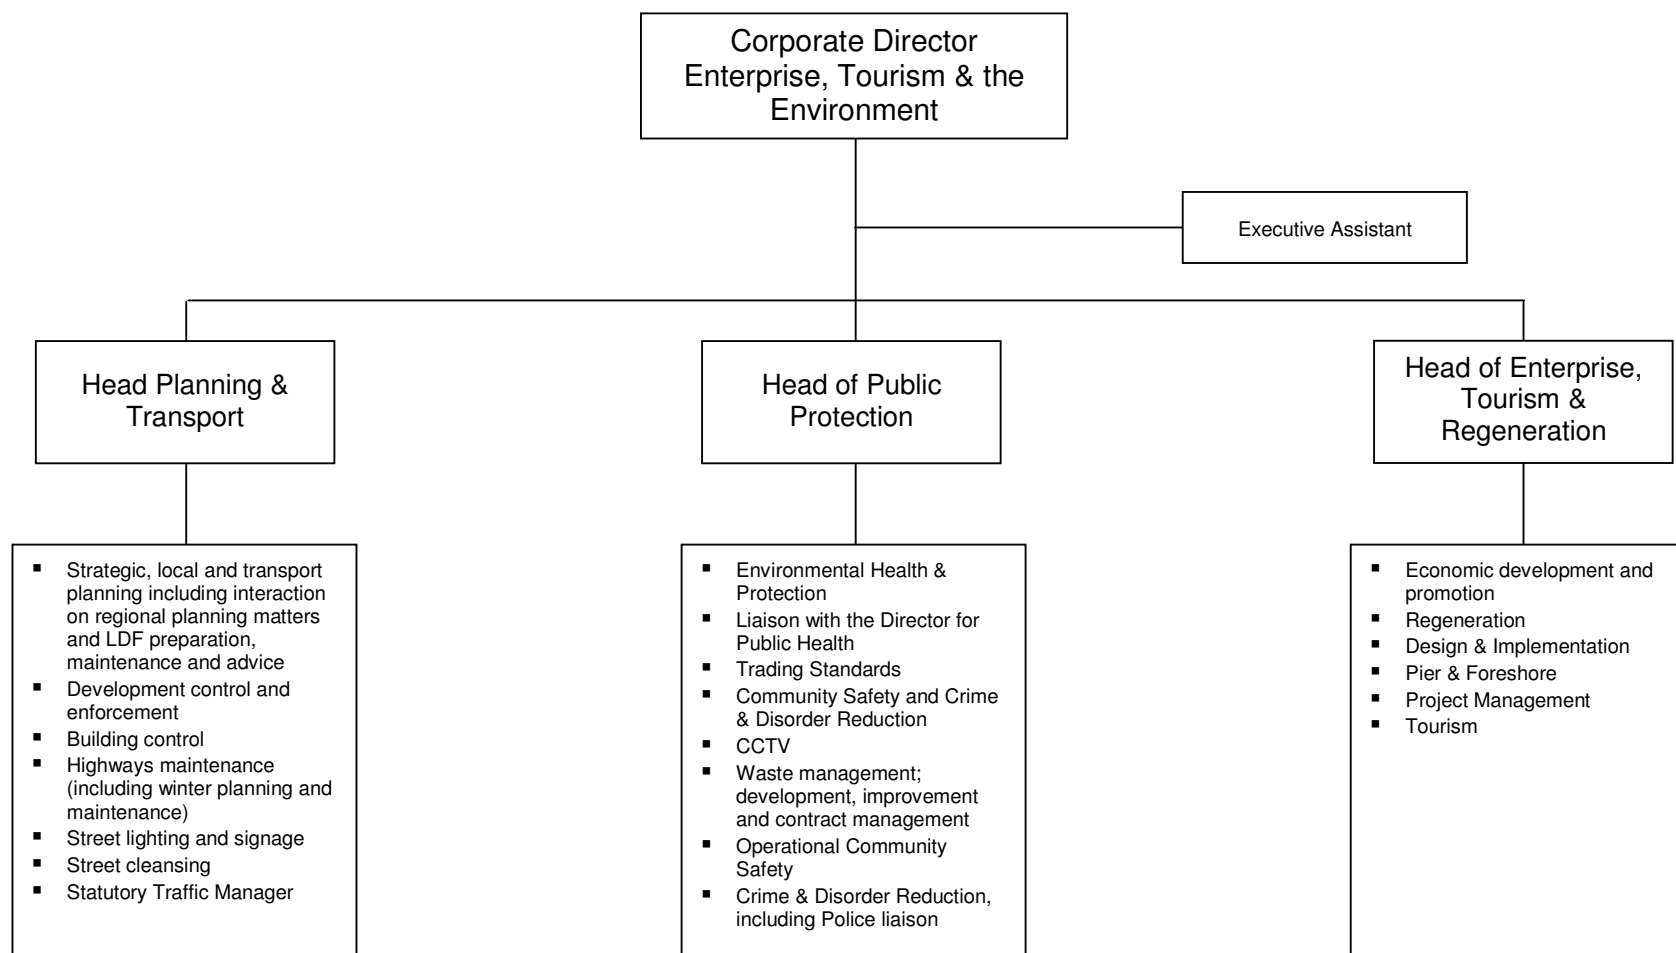 Corporate Director
Enterprise, Tourism & the
Environment
Executive Assistant
Head Planning &
Transport
Head of Public
Protection
Head of Enterprise,
Tourism &
Regeneration
▪ Strategic, local and transport
planning including interaction
on regional planning matters
and LDF preparation,
maintenance and advice
▪ Development control and
enforcement
▪ Building control
▪ Highways maintenance
(including winter planning and
maintenance)
▪ Street lighting and signage
▪ Street cleansing
▪ Statutory Traffic Manager
▪ Environmental Health &
Protection
▪ Liaison with the Director for
Public Health
▪ Trading Standards
▪ Community Safety and Crime
& Disorder Reduction
▪ CCTV
▪ Waste management;
development, improvement
and contract management
▪ Operational Community
Safety
▪ Crime & Disorder Reduction,
including Police liaison
▪ Economic development and
promotion
▪ Regeneration
▪ Design & Implementation
▪ Pier & Foreshore
▪ Project Management
▪ Tourism